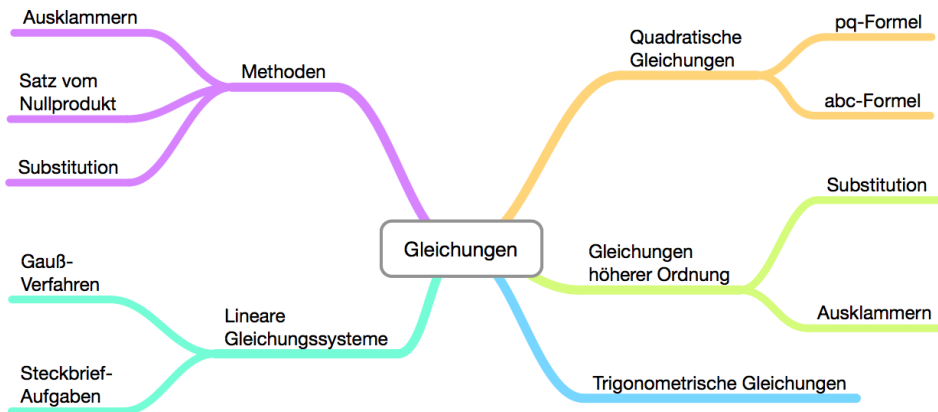 Ausklammern
Satz vom
Nullprodukt
Substitution
Methoden
Quadratische
Gleichungen
pq-Formel
abc-Formel
Gleichungen
Gleichungen
höherer Ordnung
Substitution
Ausklammern
Gauß-
Verfahren
Steckbrief-
Aufgaben
Lineare
Gleichungssysteme
Trigonometrische Gleichungen